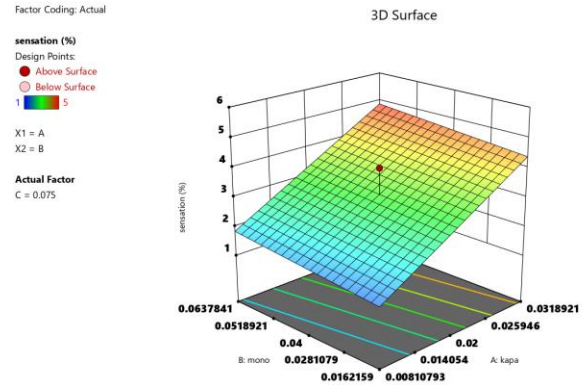 Factor Coding: Actual
3D Surface
sensation (%)
Design Points:
Above Surface
Below Surface
1 5
X1 = A
X2 = B
Actual Factor
C = 0.075
sensation (%)
6
5
4
3
2
1
0.0637841
0.0518921
0.04
0.0281079
0.0162159
B: mono
0.0318921
0.025946
0.02
0.014054
0.00810793
A: kapa